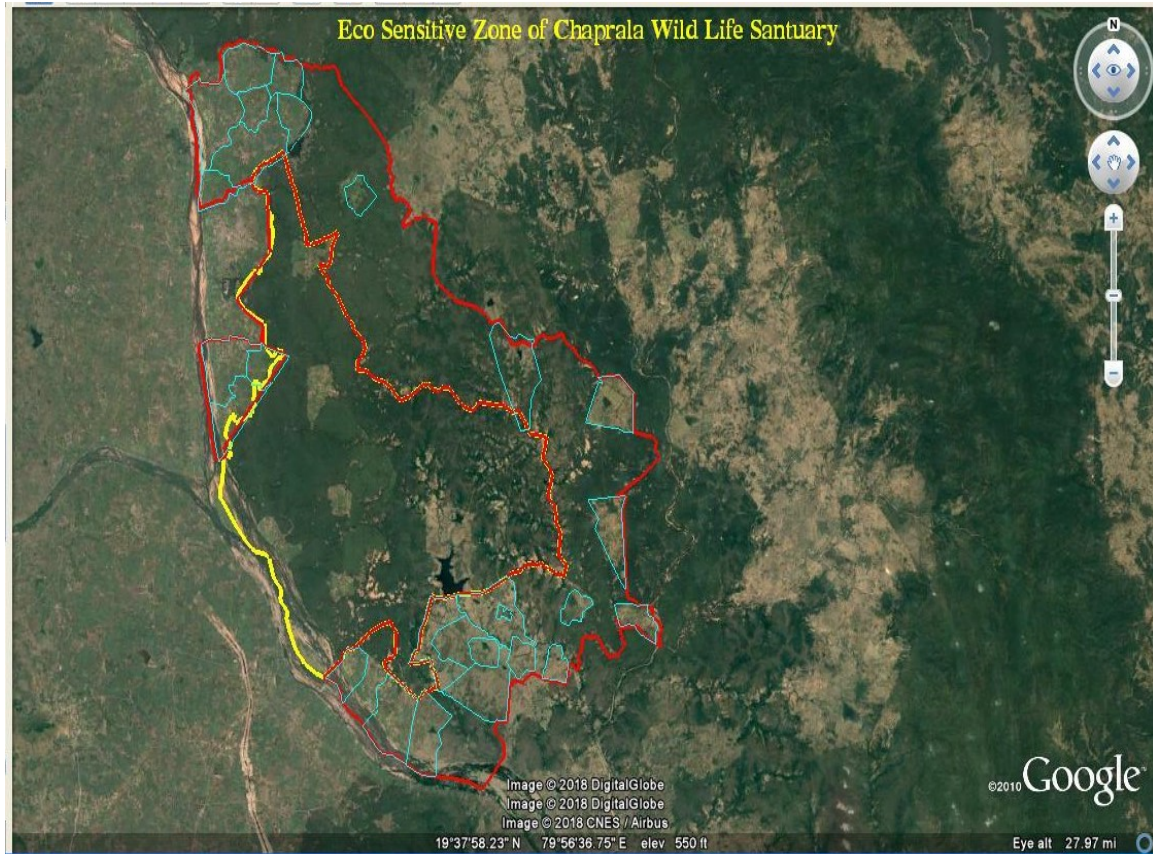 Eco Sensitive Zone of Chaprala Wild Life Santuary
N
Image © 2018 DigitalGlobe
Image © 2018 DigitalGlobe
Image © 2018 CNES / Airbus
©2010 Google
19°37'58.23" N 79°56'36.75" E elev 550 ft
Eye alt 27.97 mi